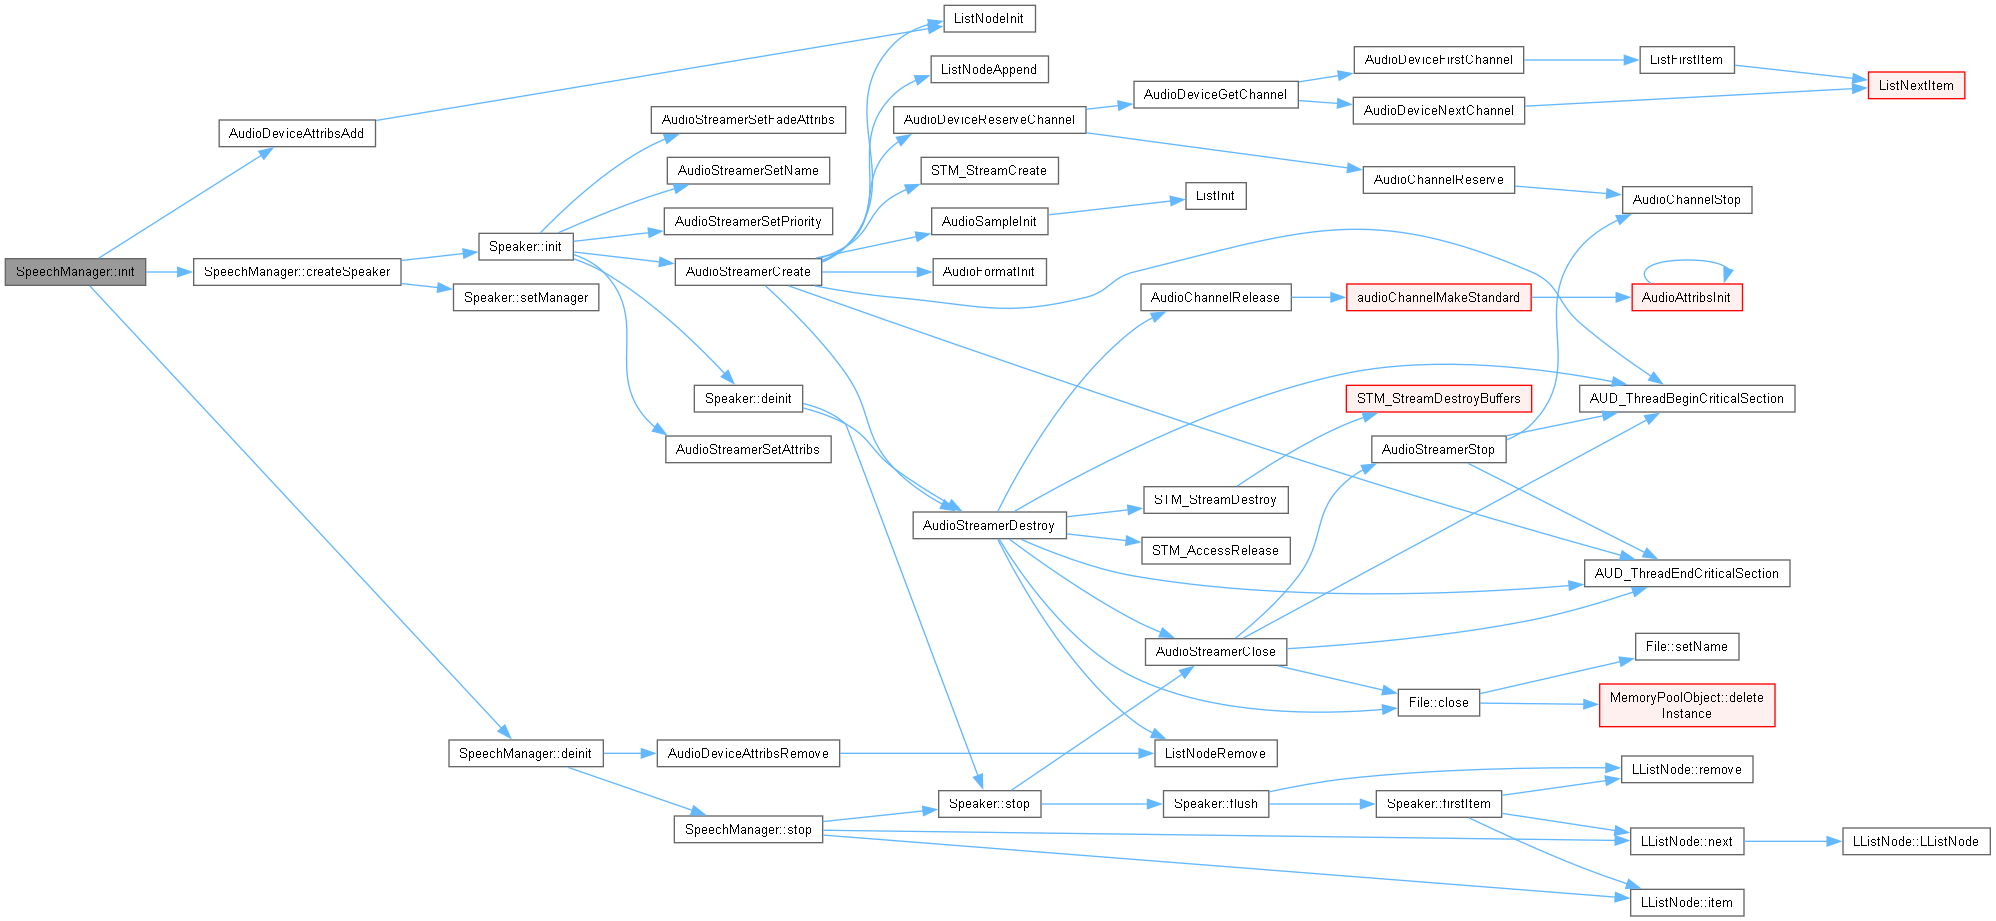 SpeechManager::init
AudioDeviceAttribsAdd
SpeechManager::createSpeaker
Speaker::init
Speaker::setManager
SpeechManager::deinit
AudioStreamerSetFadeAttribs
AudioStreamerSetName
AudioStreamerSetPriority
AudioStreamerCreate
Speaker::deinit
AudioStreamerSetAttribs
AudioDeviceAttribsRemove
SpeechManager::stop
ListNodeInit
ListNodeAppend
AudioDeviceReserveChannel
STM_StreamCreate
AudioSampleInit
AudioFormatInit
AudioStreamerDestroy
Speaker::stop
AudioDeviceGetChannel
ListInit
AudioChannelRelease
STM_StreamDestroy
STM_AccessRelease
AudioStreamerClose
ListNodeRemove
Speaker::flush
AudioDeviceFirstChannel
AudioDeviceNextChannel
AudioChannelReserve
audioChannelMakeStandard
STM_StreamDestroyBuffers
AudioStreamerStop
File::close
Speaker::firstItem
ListFirstItem
AudioChannelStop
AudioAttribsInit
AUD_ThreadBeginCriticalSection
AUD_ThreadEndCriticalSection
File::setName
MemoryPoolObject::delete
Instance
LListNode::remove
LListNode::next
LListNode::item
ListNextItem
LListNode::LListNode